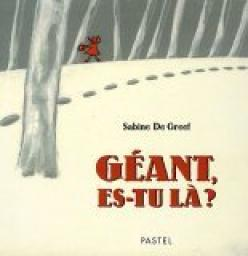 Sabine De Greef
GÉANT,
ES-TU LÀ ?
PASTEL